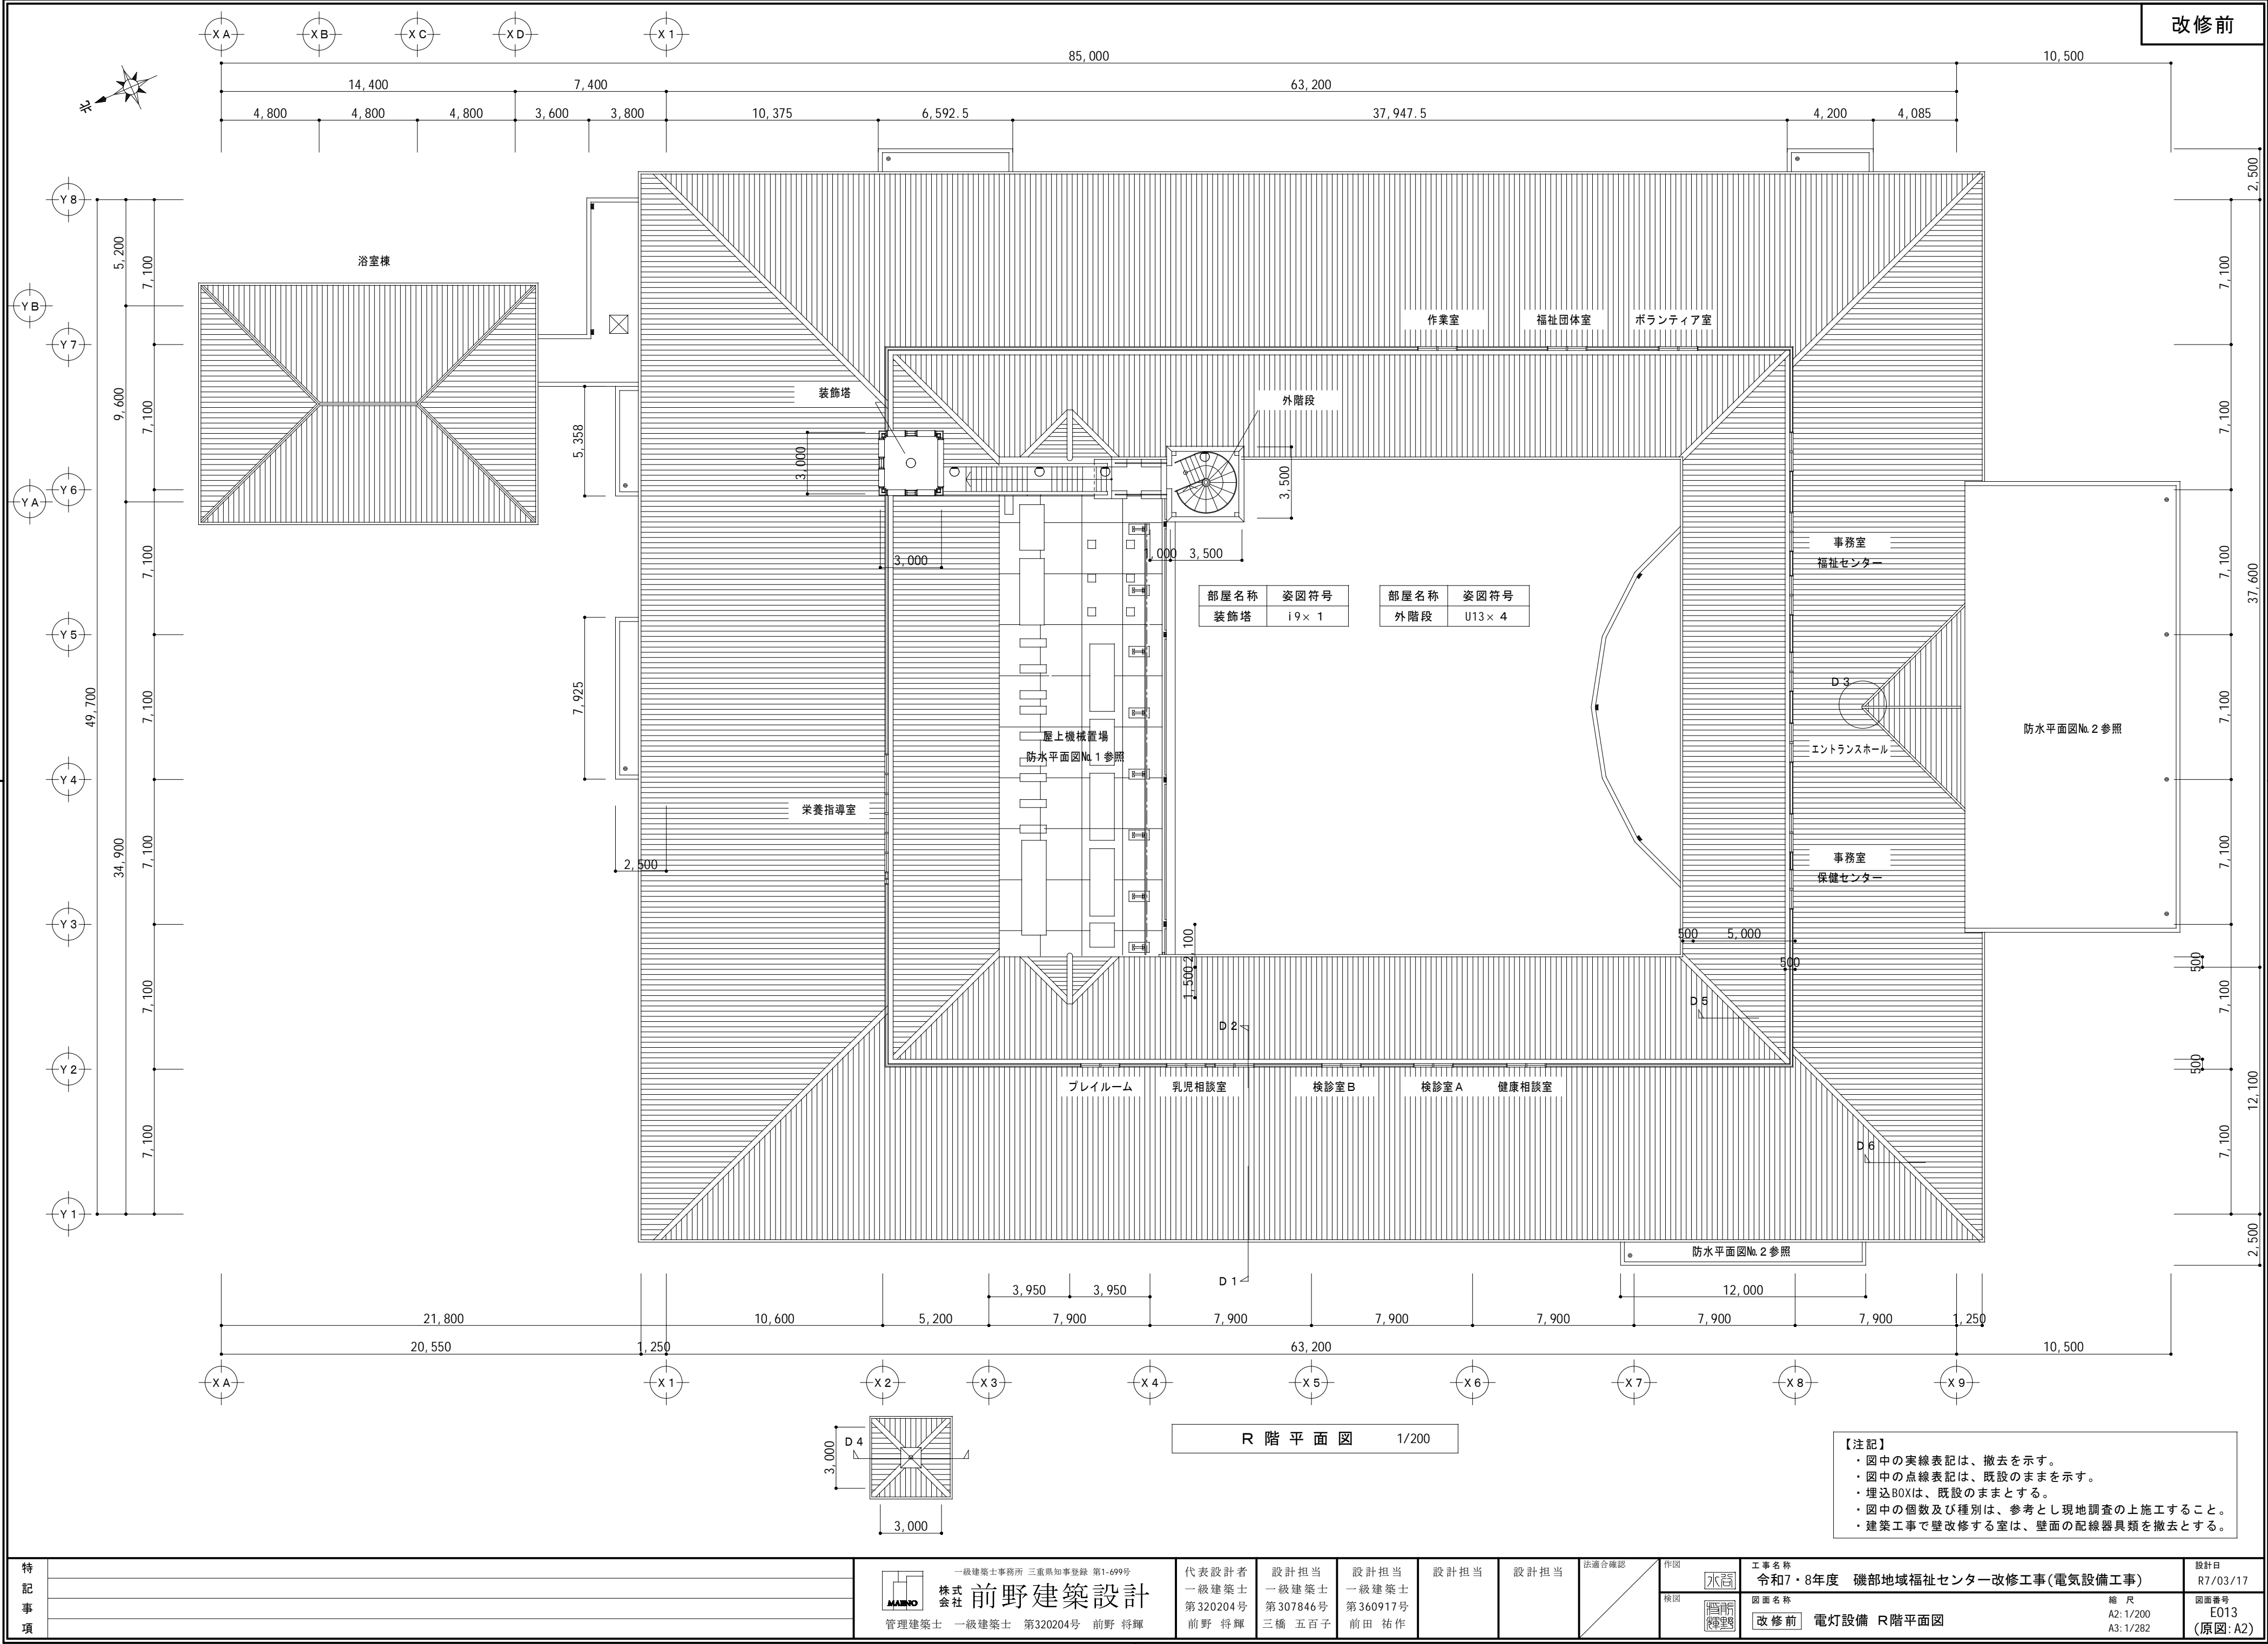 改修前
XA XB XC XD X1
85,000 10,500
14,400 7,400 63,200
4,800 4,800 4,800 3,600 3,800 10,375 6,592.5 37,947.5 4,200 4,085
北
Y8
YB
Y7
Y6
YA
Y5
Y4
Y3
Y2
Y1
5,200
9,600
34,900
49,700
7,100
7,100
7,100
7,100
7,100
7,100
7,100
浴室棟
5,358
7,925
2,500
装飾塔
3,000
3,000
外階段
3,500
1,000 3,500
作業室 福祉団体室 ボランティア室
部屋名称 姿図符号
装飾塔 i9×1
部屋名称 姿図符号
外階段 U13×4
屋上機械置場
防水平面図№1参照
栄養指導室
事務室
福祉センター
D3
エントランスホール
事務室
保健センター
防水平面図№2参照
500 5,000
500
2,100
1,500
D2
D5
D6
D1
プレイルーム 乳児相談室 検診室B 検診室A 健康相談室
防水平面図№2参照
2,500
7,100
7,100
7,100
7,100
7,100
7,100
7,100
37,600
500
500
12,100
2,500
3,950 3,950 12,000
21,800 10,600 5,200 7,900 7,900 7,900 7,900 7,900 7,900 1,250
20,550 1,250 63,200 10,500
XA X1 X2 X3 X4 X5 X6 X7 X8 X9
D4
3,000
3,000
R階平面図 1/200
【注記】
・図中の実線表記は、撤去を示す。
・図中の点線表記は、既設のままを示す。
・埋込BOXは、既設のままとする。
・図中の個数及び種別は、参考とし現地調査の上施工すること。
・建築工事で壁改修する室は、壁面の配線器具類を撤去とする。
特記事項
MAENO
一級建築士事務所 三重県知事登録 第1-699号
株式会社 前野建築設計
管理建築士 一級建築士 第320204号 前野 将輝
代表設計者
一級建築士
第320204号
前野 将輝
設計担当
一級建築士
第307846号
三橋 五百子
設計担当
一級建築士
第360917号
前田 祐作
設計担当
設計担当
法適合確認
作図
検図
工事名称
令和7・8年度 磯部地域福祉センター改修工事(電気設備工事)
図面名称
改修前 電灯設備 R階平面図
縮尺
A2:1/200
A3:1/282
設計日
R7/03/17
図面番号
E013
(原図:A2)